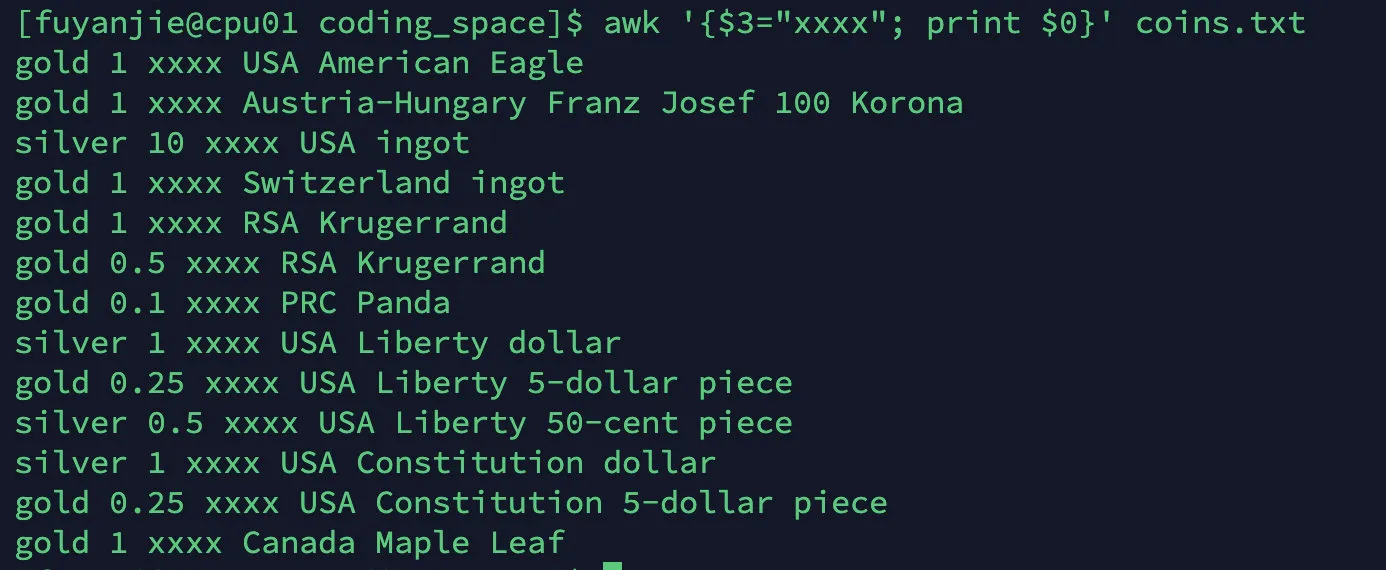 [fuyanjie@cpu01 coding_space]$ awk '{$3="xxxx"; print $0}' coins.txt
gold 1 xxxx USA American Eagle
gold 1 xxxx Austria-Hungary Franz Josef 100 Korona
silver 10 xxxx USA ingot
gold 1 xxxx Switzerland ingot
gold 1 xxxx RSA Krugerrand
gold 0.5 xxxx RSA Krugerrand
gold 0.1 xxxx PRC Panda
silver 1 xxxx USA Liberty dollar
gold 0.25 xxxx USA Liberty 5-dollar piece
silver 0.5 xxxx USA Liberty 50-cent piece
silver 1 xxxx USA Constitution dollar
gold 0.25 xxxx USA Constitution 5-dollar piece
gold 1 xxxx Canada Maple Leaf